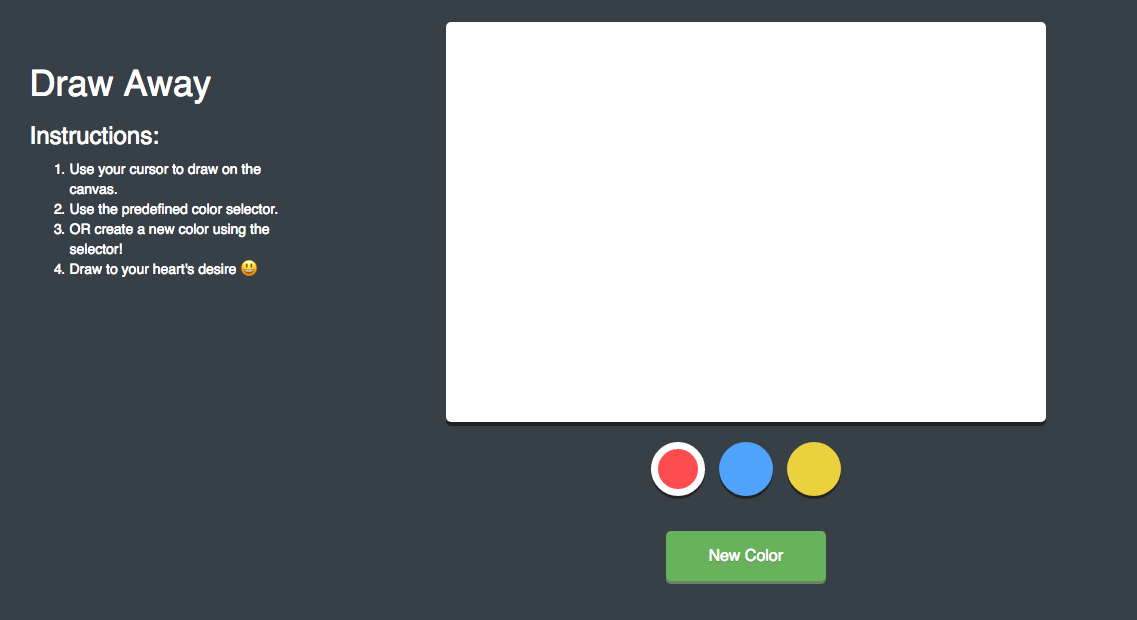 Draw Away
Instructions:
1. Use your cursor to draw on the
canvas.
2. Use the predefined color selector.
3. OR create a new color using the
selector!
4. Draw to your heart's desire 😃
New Color